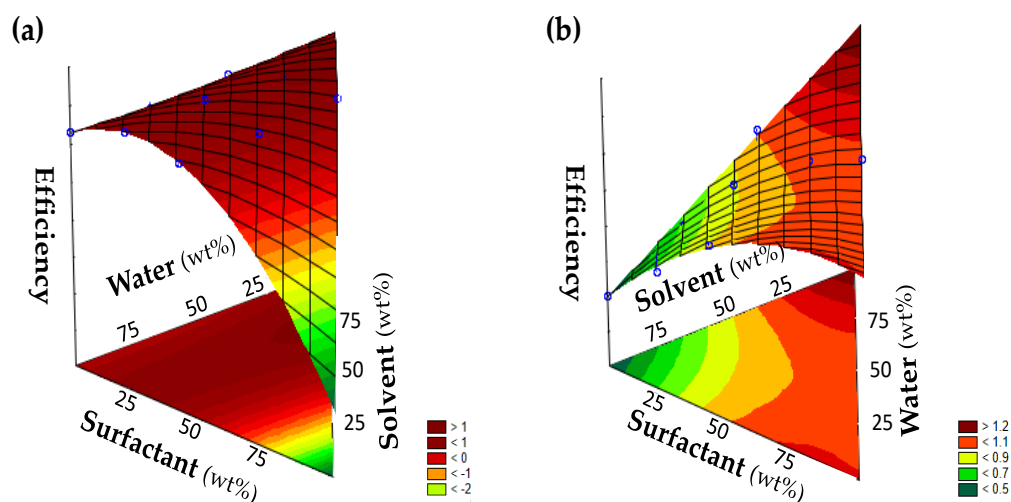 (a)
Efficiency
Water (wt%)
75
50
25
Surfactant (wt%)
25
50
75
Solvent (wt%)
75
50
25
> 1
< 1
< 0
< -1
< -2
(b)
Efficiency
Solvent (wt%)
75
50
25
Surfactant (wt%)
25
50
75
Water (wt%)
75
50
25
> 1.2
< 1.1
< 0.9
< 0.7
< 0.5